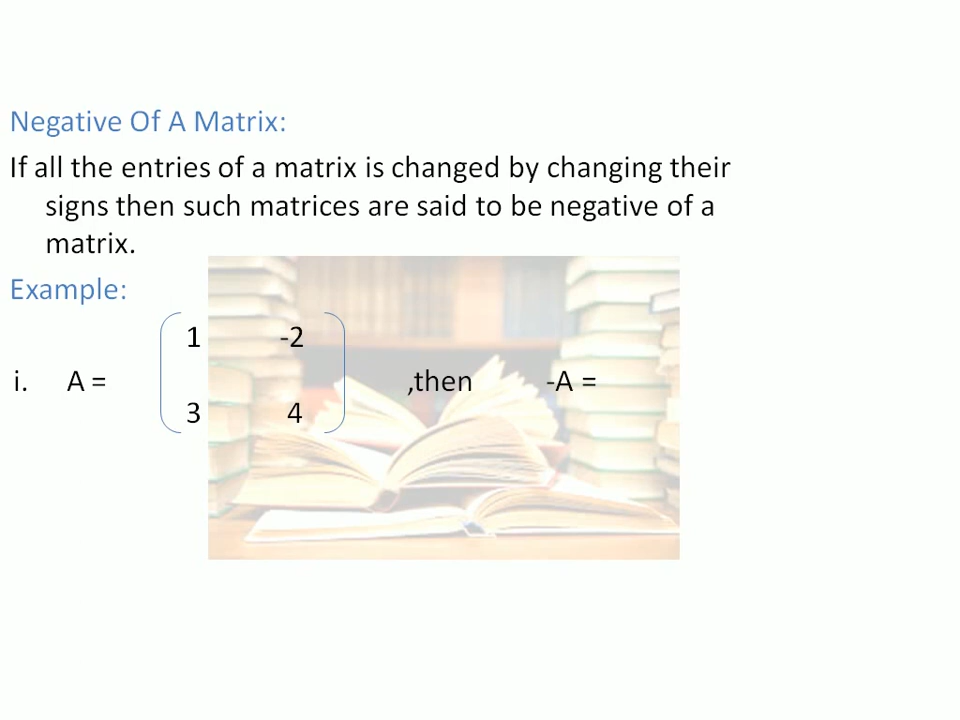 Negative Of A Matrix:
If all the entries of a matrix is changed by changing their
signs then such matrices are said to be negative of a
matrix.
Example:
1 -2
i. A = ,then -A =
3 4